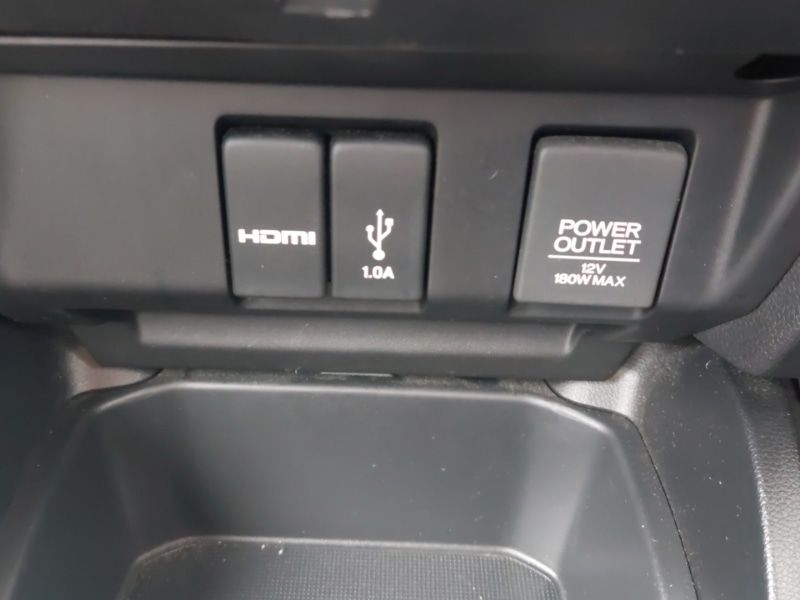 HDMI
1.0A
POWER
OUTLET
12V
180W MAX